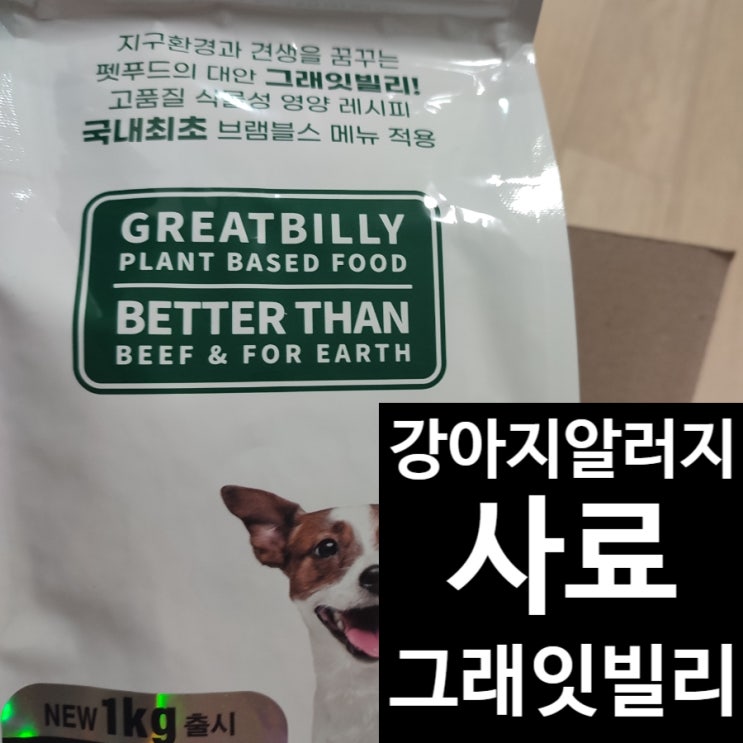 지구환경과 견생을 꿈꾸는
펫푸드의 대안 그래잇빌리!
고품질 식물성 영양 레시피
국내최초 브램블스 메뉴 적용
GREATBILLY
PLANT BASED FOOD
BETTER THAN
BEEF & FOR EARTH
강아지알러지
사료
그래잇빌리
NEW 1kg 출시